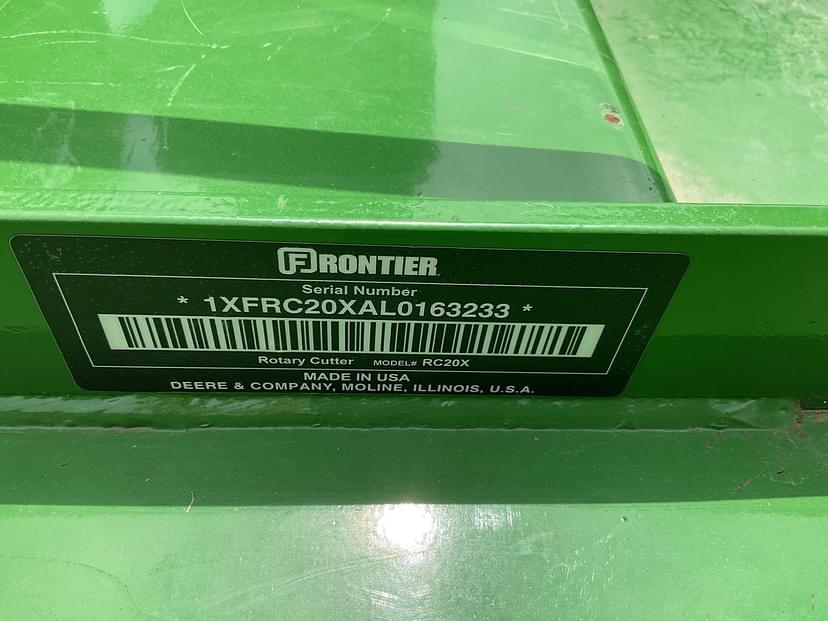 FRONTIER
Serial Number
* 1XFRC20XAL0163233 *
Rotary Cutter MODEL# RC20X
MADE IN USA
DEERE & COMPANY, MOLINE, ILLINOIS, U.S.A.